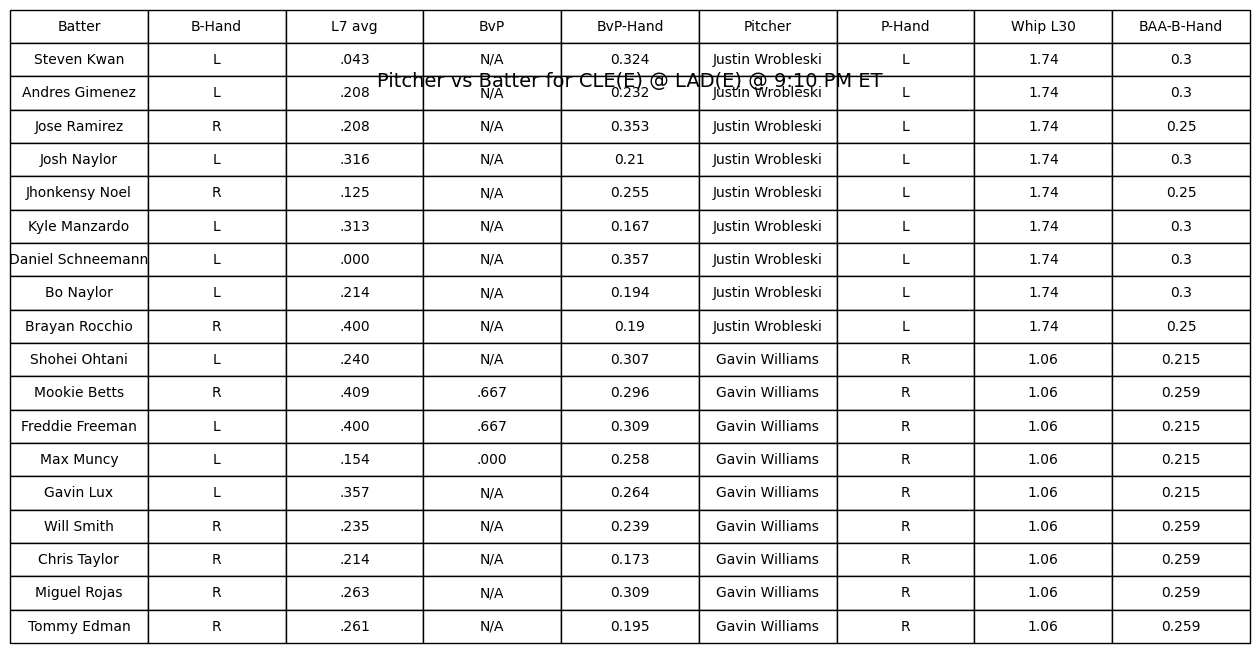 Batter B-Hand L7 avg BvP BvP-Hand Pitcher P-Hand Whip L30 BAA-B-Hand
Steven Kwan L .043 N/A 0.324 Justin Wrobleski L 1.74 0.3
Pitcher vs Batter for CLE(E) @ LAD(E) @ 9:10 PM ET
Andres Gimenez L .208 N/A 0.232 Justin Wrobleski L 1.74 0.3
Jose Ramirez R .208 N/A 0.353 Justin Wrobleski L 1.74 0.25
Josh Naylor L .316 N/A 0.21 Justin Wrobleski L 1.74 0.3
Jhonkensy Noel R .125 N/A 0.255 Justin Wrobleski L 1.74 0.25
Kyle Manzardo L .313 N/A 0.167 Justin Wrobleski L 1.74 0.3
Daniel Schneemann L .000 N/A 0.357 Justin Wrobleski L 1.74 0.3
Bo Naylor L .214 N/A 0.194 Justin Wrobleski L 1.74 0.3
Brayan Rocchio R .400 N/A 0.19 Justin Wrobleski L 1.74 0.25
Shohei Ohtani L .240 N/A 0.307 Gavin Williams R 1.06 0.215
Mookie Betts R .409 .667 0.296 Gavin Williams R 1.06 0.259
Freddie Freeman L .400 .667 0.309 Gavin Williams R 1.06 0.215
Max Muncy L .154 .000 0.258 Gavin Williams R 1.06 0.215
Gavin Lux L .357 N/A 0.264 Gavin Williams R 1.06 0.215
Will Smith R .235 N/A 0.239 Gavin Williams R 1.06 0.259
Chris Taylor R .214 N/A 0.173 Gavin Williams R 1.06 0.259
Miguel Rojas R .263 N/A 0.309 Gavin Williams R 1.06 0.259
Tommy Edman R .261 N/A 0.195 Gavin Williams R 1.06 0.259